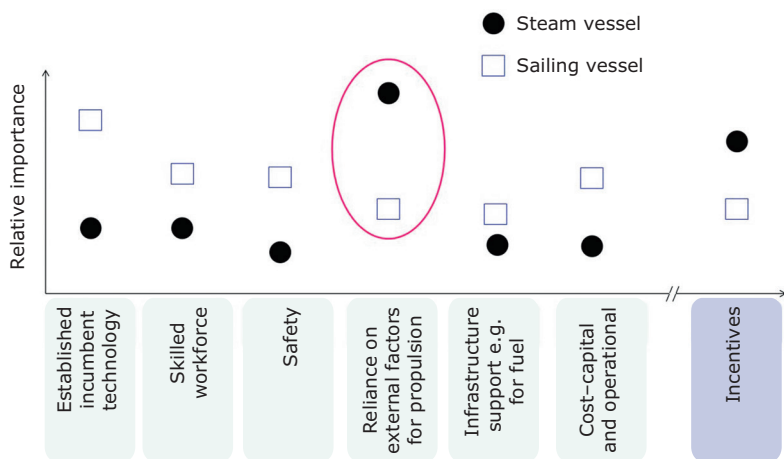 Steam vessel
Sailing vessel
Relative importance
Established
incumbent
technology
Skilled
workforce
Safety
Reliance on
external factors
for propulsion
Infrastructure
support e.g.
for fuel
Cost–capital
and operational
Incentives